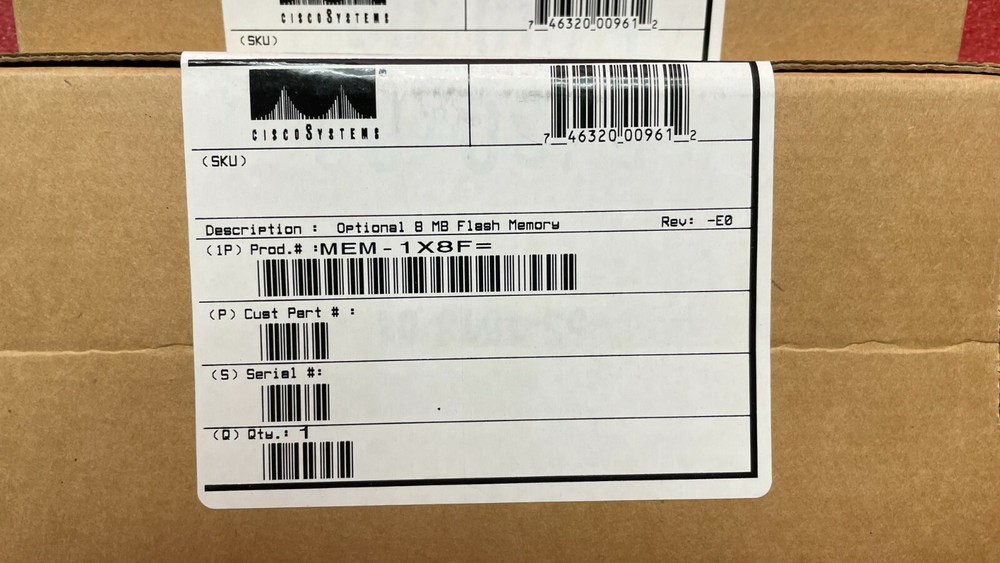 CISCOSYSTEMS
7 46320 00961 2
(SKU)
®
CISCOSYSTEMS
7 46320 00961 2
(SKU)
Description : Optional 8 MB Flash Memory Rev: -E0
(1P) Prod.# :MEM-1X8F=
(P) Cust Part # :
(S) Serial #:
(Q) Qty.: 1